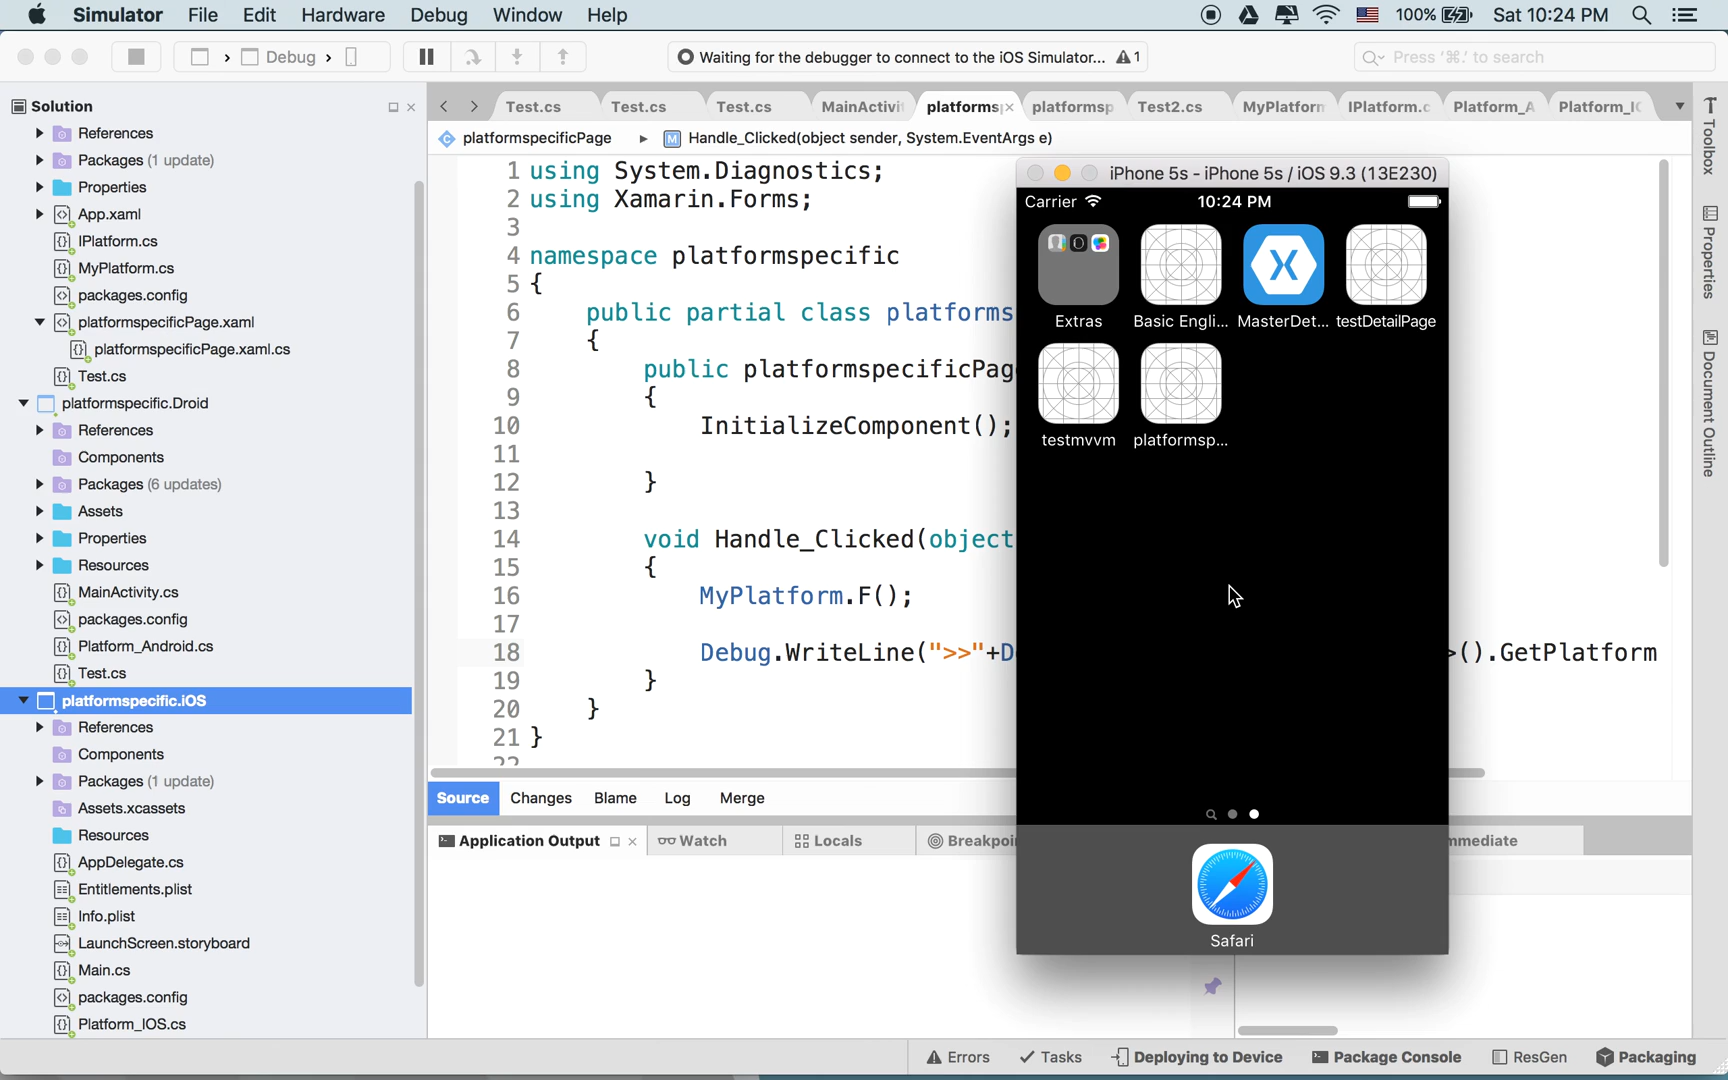 Simulator File Edit Hardware Debug Window Help 100% Sat 10:24 PM
Debug Waiting for the debugger to connect to the iOS Simulator... 1 Press '⌘.' to search
Solution
References
Packages (1 update)
Properties
App.xaml
IPlatform.cs
MyPlatform.cs
packages.config
platformspecificPage.xaml
platformspecificPage.xaml.cs
Test.cs
platformspecific.Droid
References
Components
Packages (6 updates)
Assets
Properties
Resources
MainActivity.cs
packages.config
Platform_Android.cs
Test.cs
platformspecific.iOS
References
Components
Packages (1 update)
Assets.xcassets
Resources
AppDelegate.cs
Entitlements.plist
Info.plist
LaunchScreen.storyboard
Main.cs
packages.config
Platform_IOS.cs
Test.cs Test.cs Test.cs MainActivi platforms platformsp Test2.cs MyPlatform IPlatform.c Platform_A Platform_IO
platformspecificPage Handle_Clicked(object sender, System.EventArgs e)
1 using System.Diagnostics;
2 using Xamarin.Forms;
3
4 namespace platformspecific
5 {
6 public partial class platforms
7 {
8 public platformspecificPag
9 {
10 InitializeComponent();
11
12 }
13
14 void Handle_Clicked(object
15 {
16 MyPlatform.F();
17
18 Debug.WriteLine(">>"+D >().GetPlatform
19 }
20 }
21 }
22
iPhone 5s - iPhone 5s / iOS 9.3 (13E230)
Carrier 10:24 PM
Extras Basic Engli... MasterDet... testDetailPage
testmvvm platformsp...
Safari
Source Changes Blame Log Merge
Application Output Watch Locals Breakpoi mmediate
Toolbox
Properties
Document Outline
Errors Tasks Deploying to Device Package Console ResGen Packaging